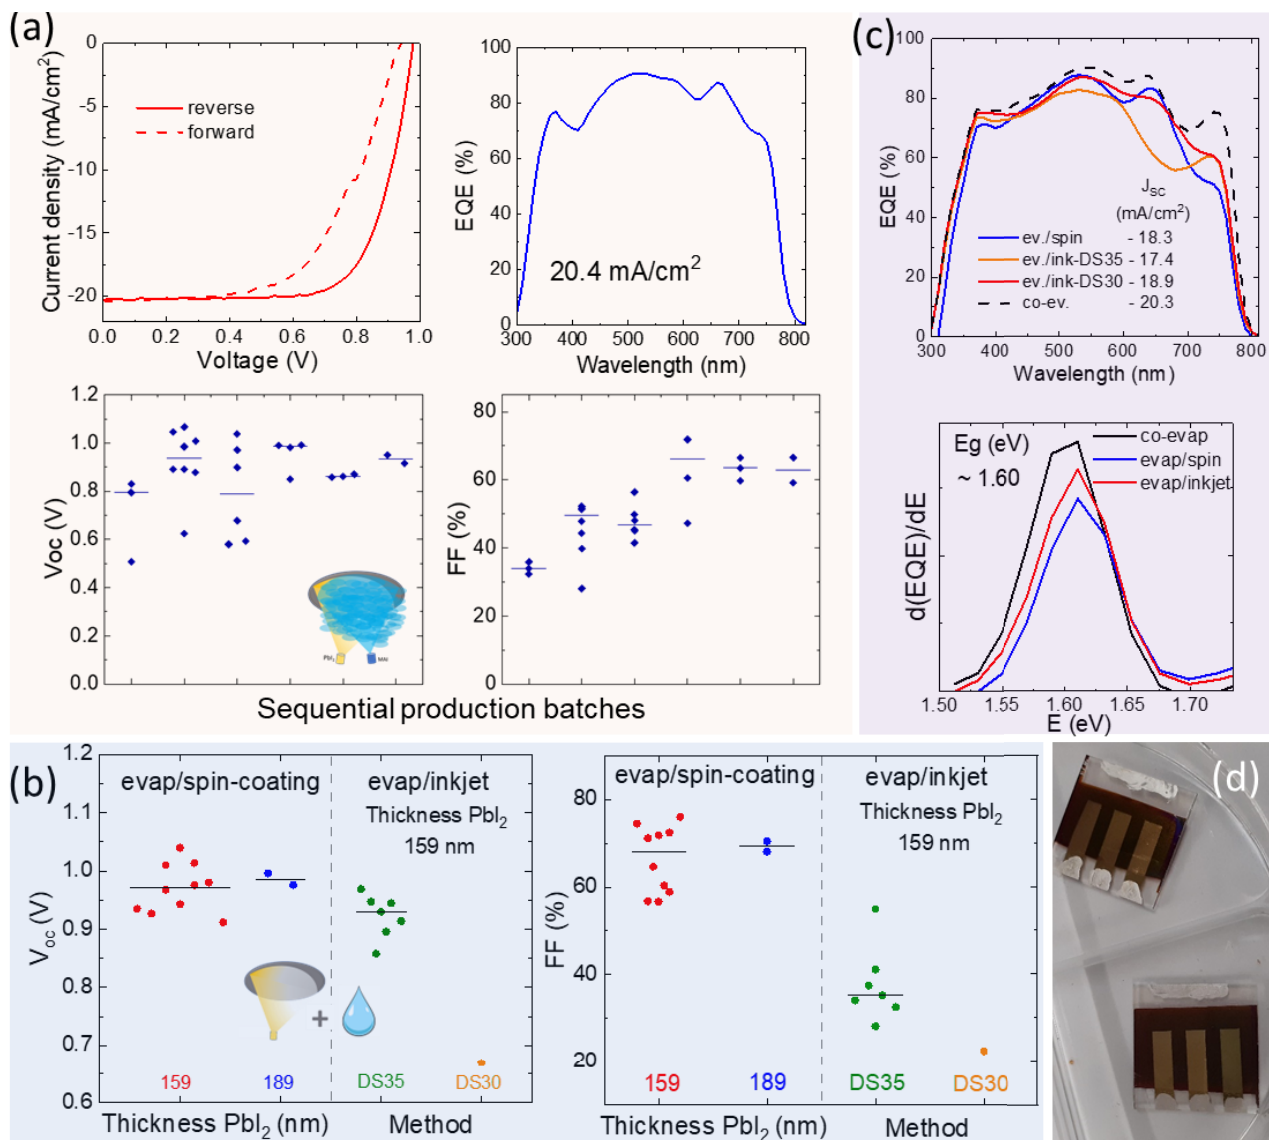 (a)
0
-5
-10
-15
-20
Current density (mA/cm²)
reverse
forward
0.0 0.2 0.4 0.6 0.8 1.0
Voltage (V)
100
80
60
40
20
0
EQE (%)
20.4 mA/cm²
300 400 500 600 700 800
Wavelength (nm)
1.2
1.0
0.8
0.6
0.4
0.2
0.0
Voc (V)
PbI₂
MAI
80
60
40
20
0
FF (%)
Sequential production batches
(c)
100
80
60
40
20
0
EQE (%)
J_SC
(mA/cm²)
ev./spin - 18.3
ev./ink-DS35 - 17.4
ev./ink-DS30 - 18.9
co-ev. - 20.3
300 400 500 600 700 800
Wavelength (nm)
Eg (eV)
~ 1.60
co-evap
evap/spin
evap/inkjet
d(EQE)/dE
1.50 1.55 1.60 1.65 1.70
E (eV)
(b)
1.2
1.1
1.0
0.9
0.8
0.7
0.6
V_oc (V)
evap/spin-coating
evap/inkjet
Thickness PbI₂
159 nm
+
159 189 DS35 DS30
Thickness PbI₂ (nm) Method
80
60
40
20
FF (%)
evap/spin-coating
evap/inkjet
Thickness PbI₂
159 nm
159 189 DS35 DS30
Thickness PbI₂ (nm) Method
(d)